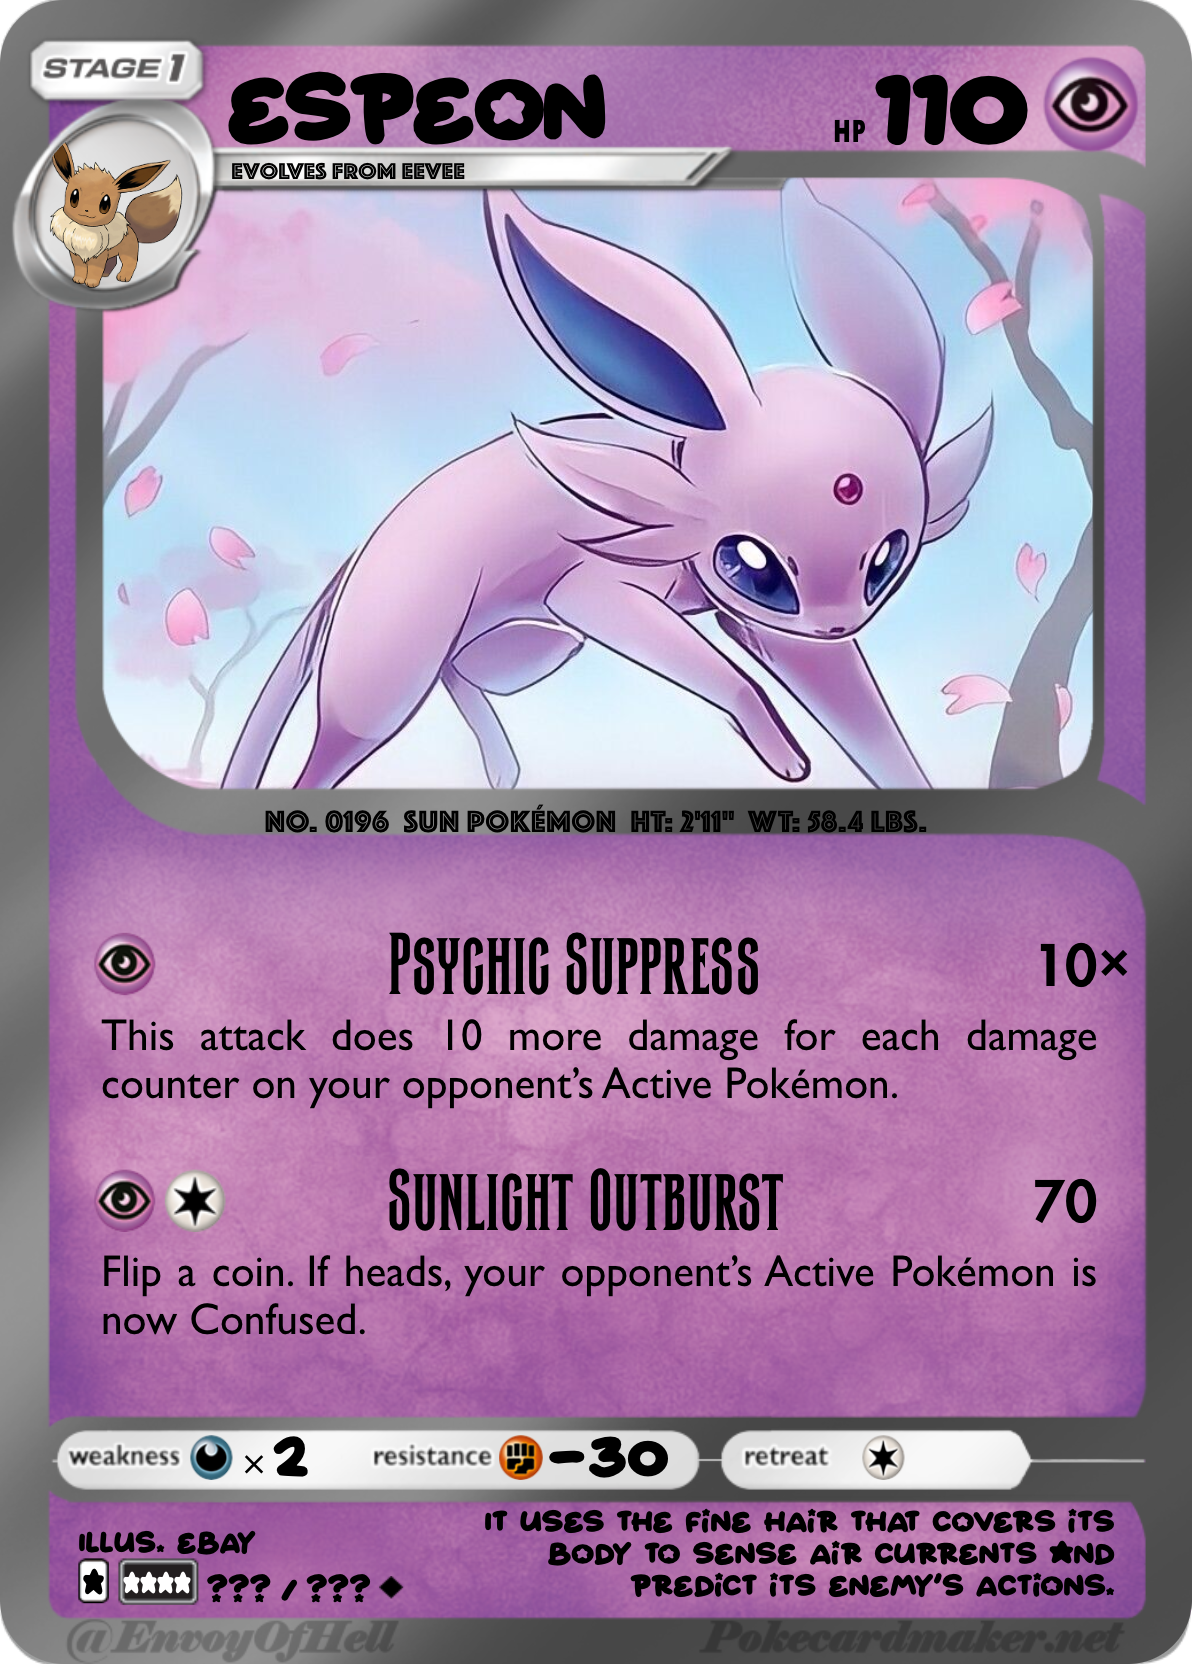 STAGE 1
ESPEON
HP 110
EVOLVES FROM EEVEE
NO. 0196 SUN POKÉMON HT: 2'11" WT: 58.4 LBS.
Psychic Suppress 10×
This attack does 10 more damage for each damage
counter on your opponent's Active Pokémon.
Sunlight Outburst 70
Flip a coin. If heads, your opponent's Active Pokémon is
now Confused.
weakness ×2 resistance -30 retreat
IT USES THE FINE HAIR THAT COVERS ITS
BODY TO SENSE AIR CURRENTS AND
PREDICT ITS ENEMY'S ACTIONS.
ILLUS. EBAY
??? / ???
@EnvoyOfHell Pokecardmaker.net